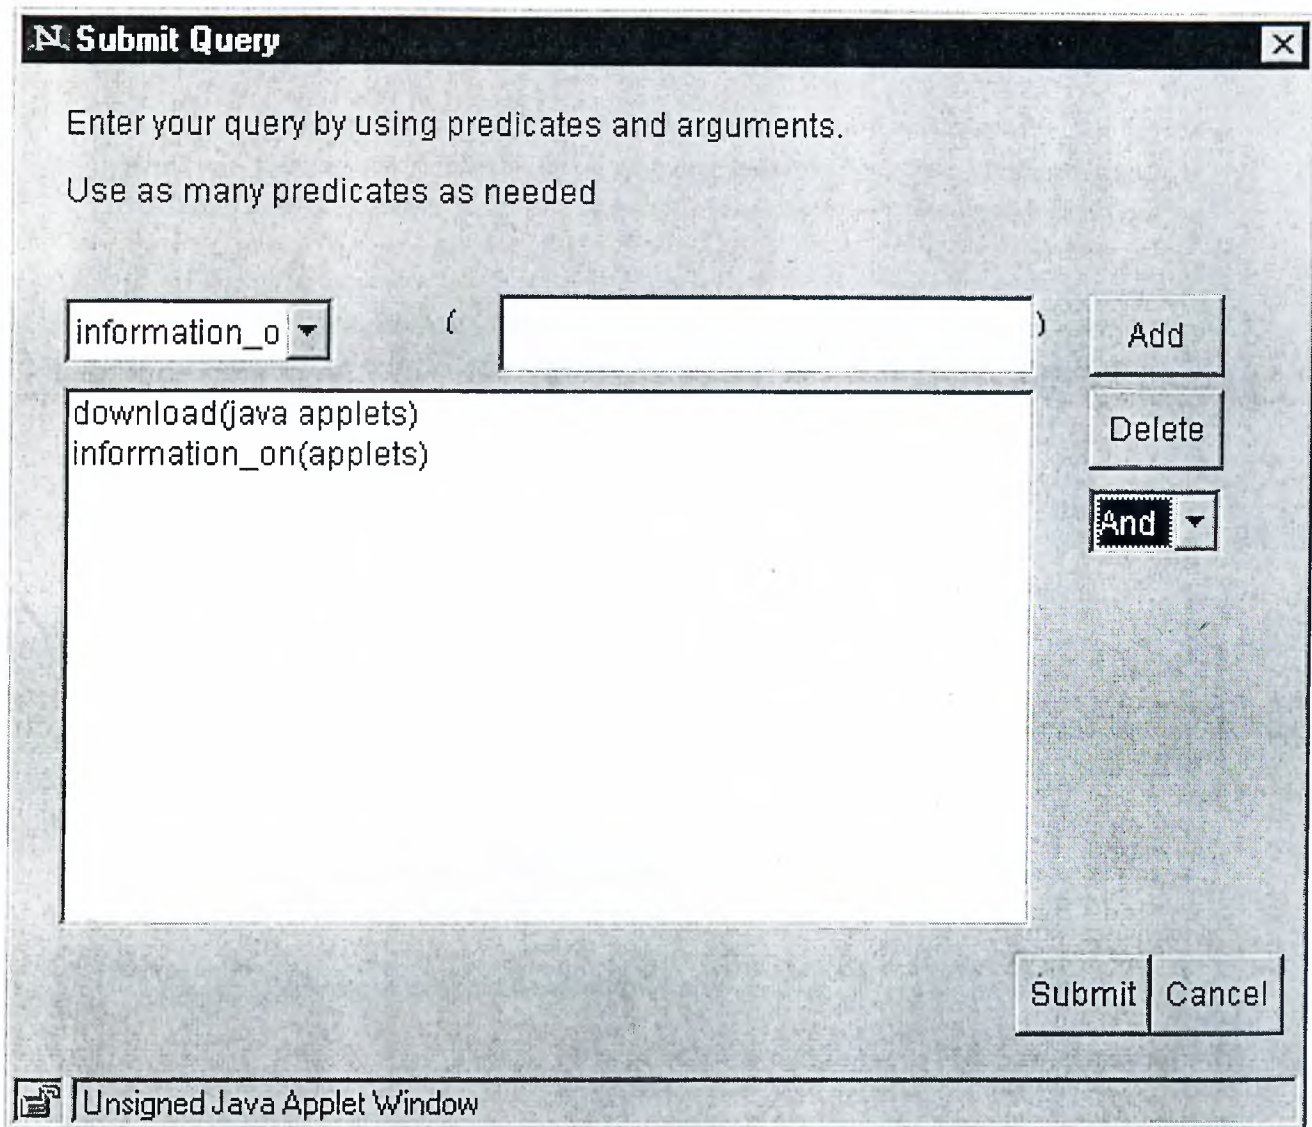 N Submit Query
Enter your query by using predicates and arguments.
Use as many predicates as needed
information_o ( ) Add
download(java applets)
information_on(applets)
Delete
And
Submit Cancel
Unsigned Java Applet Window